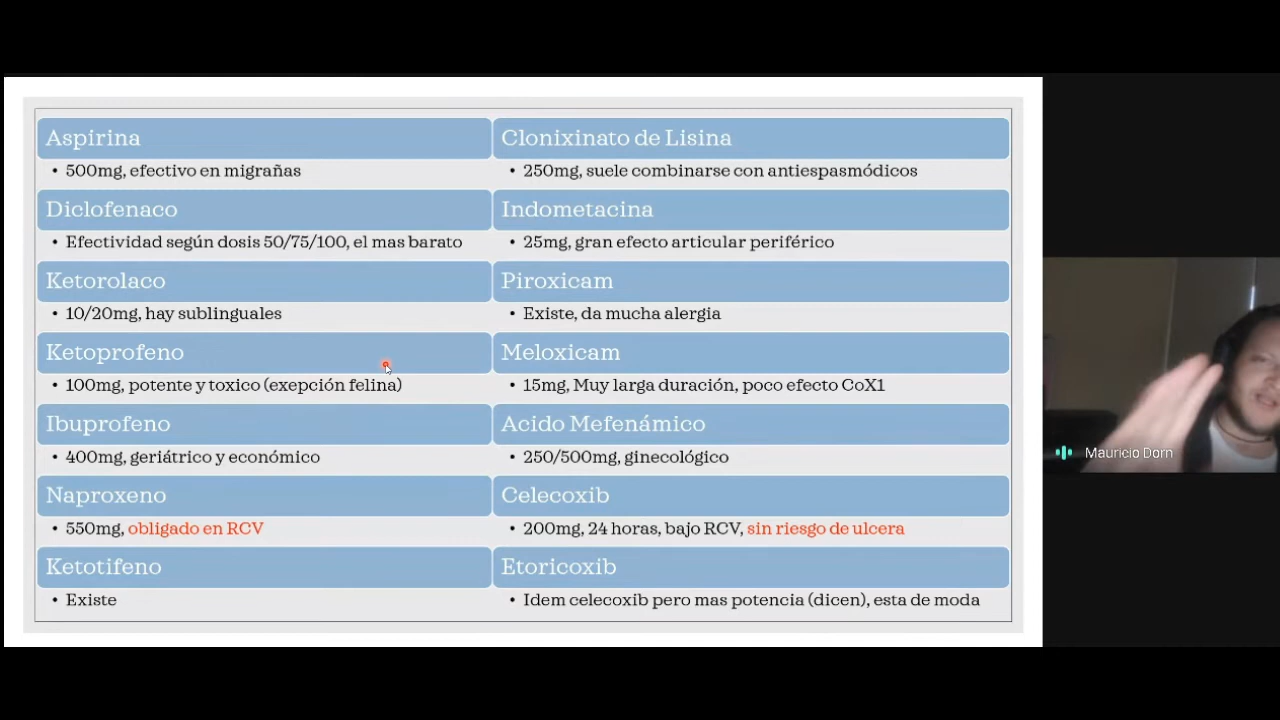 Aspirina
• 500mg, efectivo en migrañas
Diclofenaco
• Efectividad según dosis 50/75/100, el mas barato
Ketorolaco
• 10/20mg, hay sublinguales
Ketoprofeno
• 100mg, potente y toxico (exepción felina)
Ibuprofeno
• 400mg, geriátrico y económico
Naproxeno
• 550mg, obligado en RCV
Ketotifeno
• Existe
Clonixinato de Lisina
• 250mg, suele combinarse con antiespasmódicos
Indometacina
• 25mg, gran efecto articular periférico
Piroxicam
• Existe, da mucha alergia
Meloxicam
• 15mg, Muy larga duración, poco efecto CoX1
Acido Mefenámico
• 250/500mg, ginecológico
Celecoxib
• 200mg, 24 horas, bajo RCV, sin riesgo de ulcera
Etoricoxib
• Idem celecoxib pero mas potencia (dicen), esta de moda
Mauricio Dorn